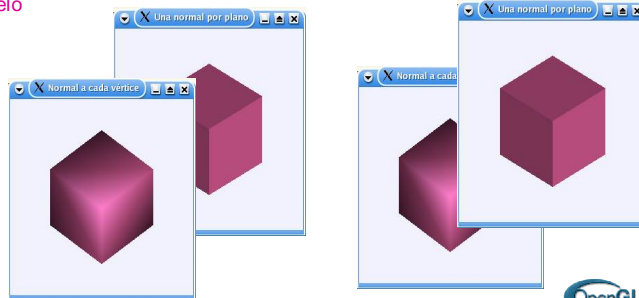 elo
Una normal por plano
Normal a cada vertice
Una normal por plano
Normal a cada
OpenGL